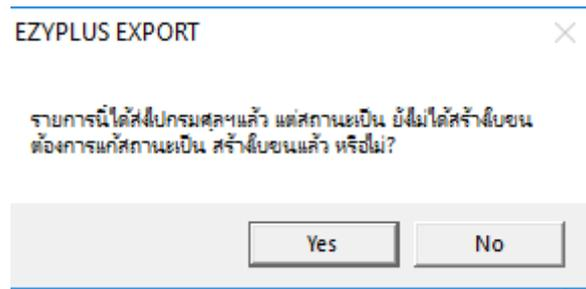 EZYPLUS EXPORT
รายการนี้ได้ส่งไปกรมศุลฯแล้ว แต่สถานะเป็น ยังไม่ได้สร้างใบขน
ต้องการแก้สถานะเป็น สร้างใบขนแล้ว หรือไม่?
Yes
No